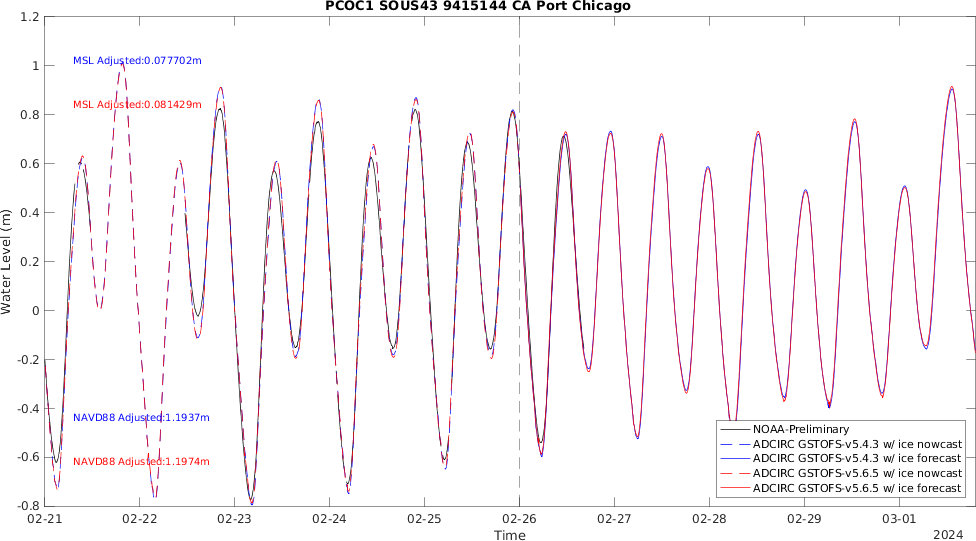 PCOC1 SOUS43 9415144 CA Port Chicago
1.2
1
0.8
0.6
0.4
0.2
0
-0.2
-0.4
-0.6
-0.8
Water Level (m)
MSL Adjusted:0.077702m
MSL Adjusted:0.081429m
NAVD88 Adjusted:1.1937m
NAVD88 Adjusted:1.1974m
NOAA-Preliminary
ADCIRC GSTOFS-v5.4.3 w/ ice nowcast
ADCIRC GSTOFS-v5.4.3 w/ ice forecast
ADCIRC GSTOFS-v5.6.5 w/ ice nowcast
ADCIRC GSTOFS-v5.6.5 w/ ice forecast
02-21 02-22 02-23 02-24 02-25 02-26 02-27 02-28 02-29 03-01
Time
2024